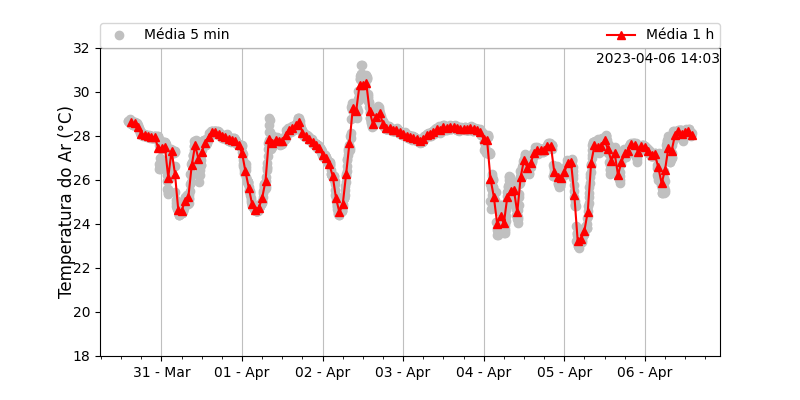 Média 5 min
Média 1 h
2023-04-06 14:03
Temperatura do Ar (°C)
32
30
28
26
24
22
20
18
31 - Mar
01 - Apr
02 - Apr
03 - Apr
04 - Apr
05 - Apr
06 - Apr